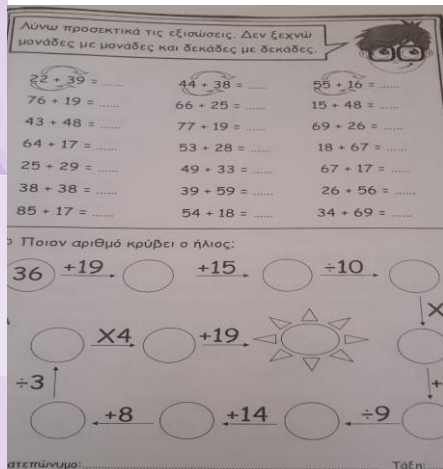 Λύνω προσεκτικά τις εξισώσεις. Δεν ξεχνώ
μονάδες με μονάδες και δεκάδες με δεκάδες.
22 + 39 = ...... 44 + 38 = ...... 55 + 16 = ......
76 + 19 = ...... 66 + 25 = ...... 15 + 48 = ......
43 + 48 = ...... 77 + 19 = ...... 69 + 26 = ......
64 + 17 = ...... 53 + 28 = ...... 18 + 67 = ......
25 + 29 = ...... 49 + 33 = ...... 67 + 17 = ......
38 + 38 = ...... 39 + 59 = ...... 26 + 56 = ......
85 + 17 = ...... 54 + 18 = ...... 34 + 69 = ......
Ποιον αριθμό κρύβει ο ήλιος;
36 +19 +15 ÷10
X
X4 +19
÷3 +
+8 +14 ÷9
ατεπώνυμο: Τάξη: